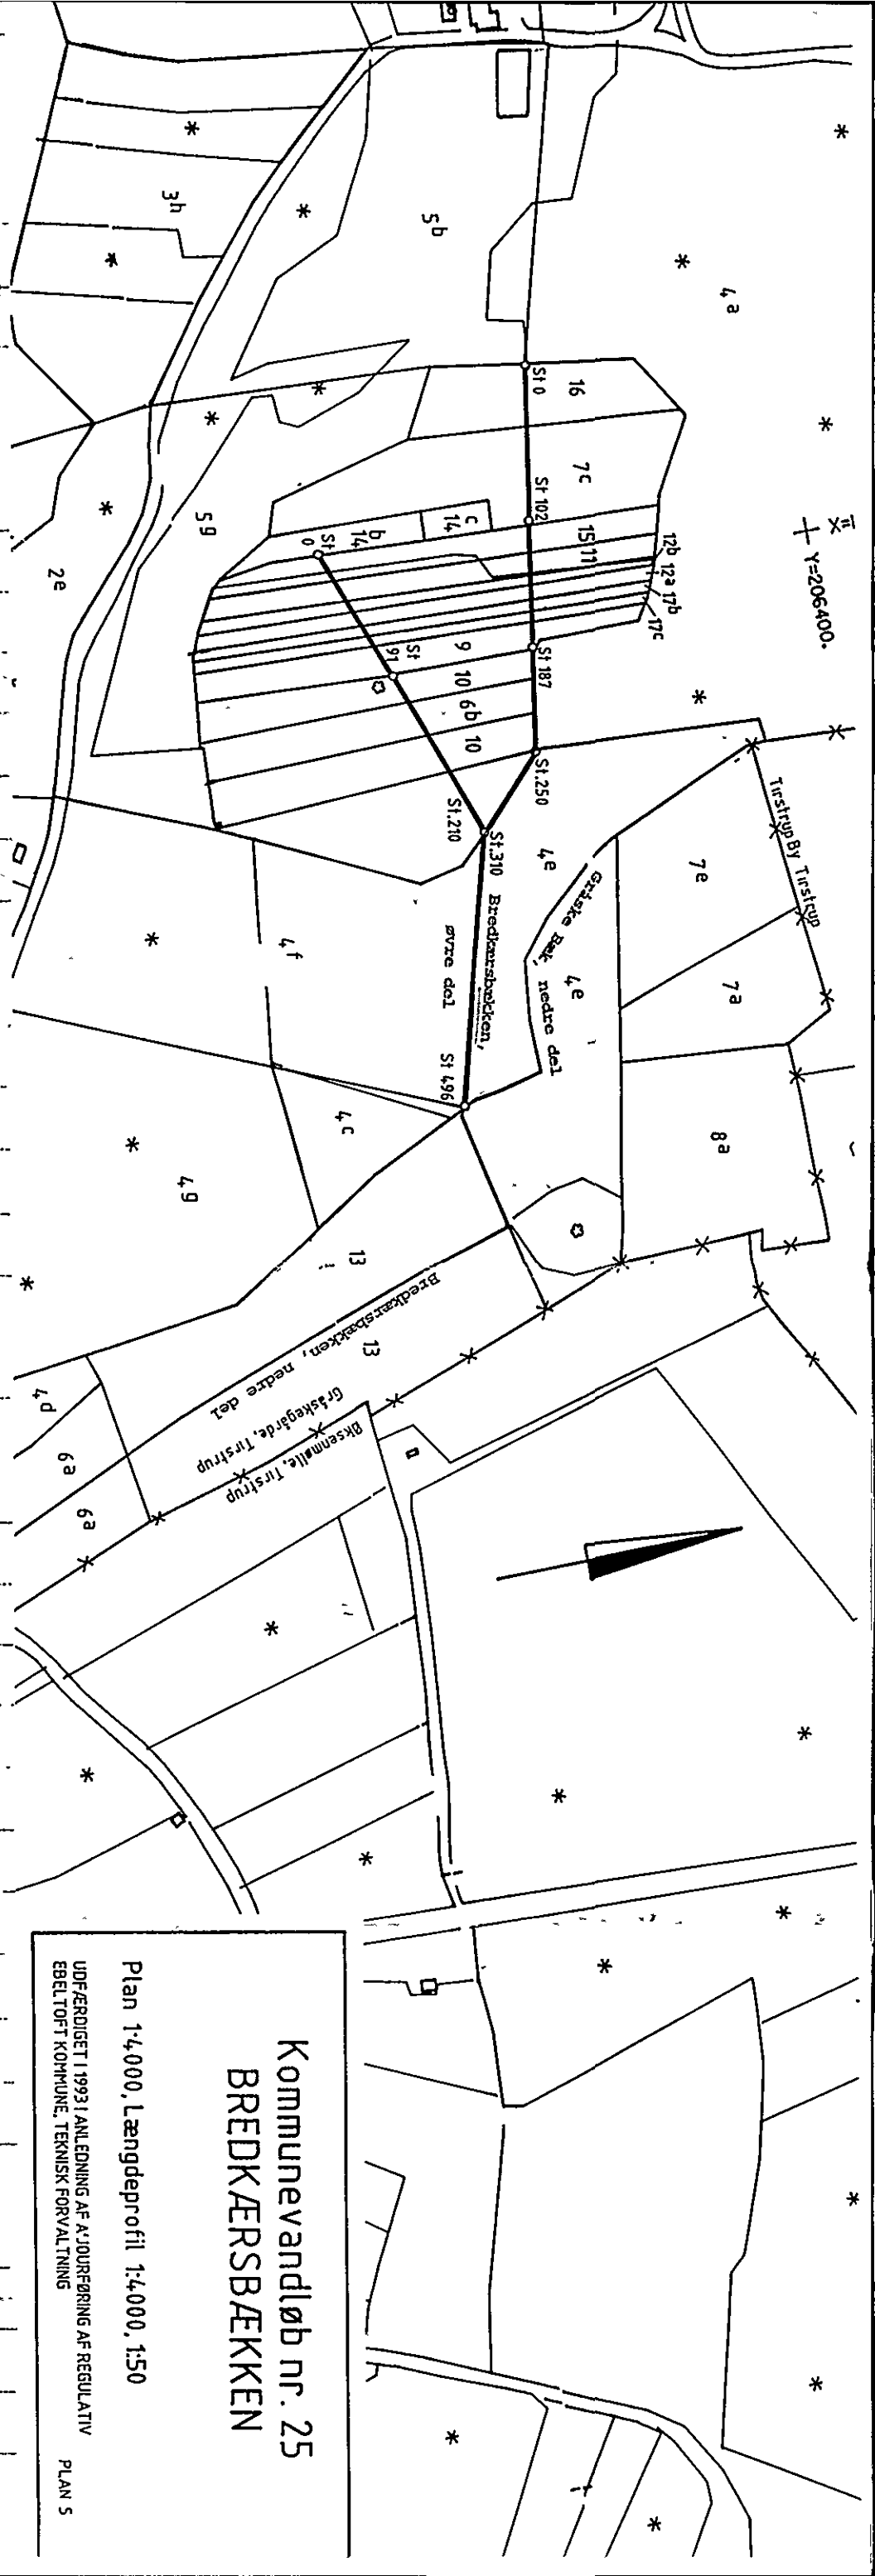 4a
Y=206400.
5b
3h
16
St 0
7c
St 102
15
11
12b
12a
17b
17c
c
14
b
14
St
0
5g
2e
9
St 187
St
91
10
6b
10
St.250
Tirstrup By Tirstrup
7e
St.210
St.310
4e
Gråske Bæk, nedre del
4e
Bredkærsbækken,
øvre del
7a
4f
St 496
4c
8a
4g
13
Bredkærsbækken, nedre del
13
Gråskegårde, Tirstrup
Øksenmølle, Tirstrup
4d
6a
6a
Kommunevandløb nr. 25
BREDKÆRSBÆKKEN
Plan 1:4000, Længdeprofil 1:4000, 1:50
UDFÆRDIGET I 1993 I ANLEDNING AF A'JOURFØRING AF REGULATIV
EBELTOFT KOMMUNE, TEKNISK FORVALTNING
PLAN S